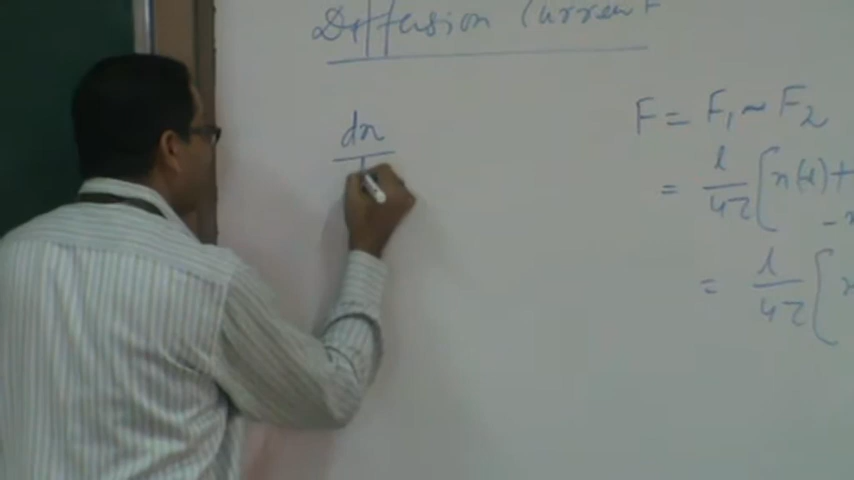 Diffusion Current
dn
F = F₁ ~ F₂
= l/4τ [n(l)+
-n
= l/4τ [n